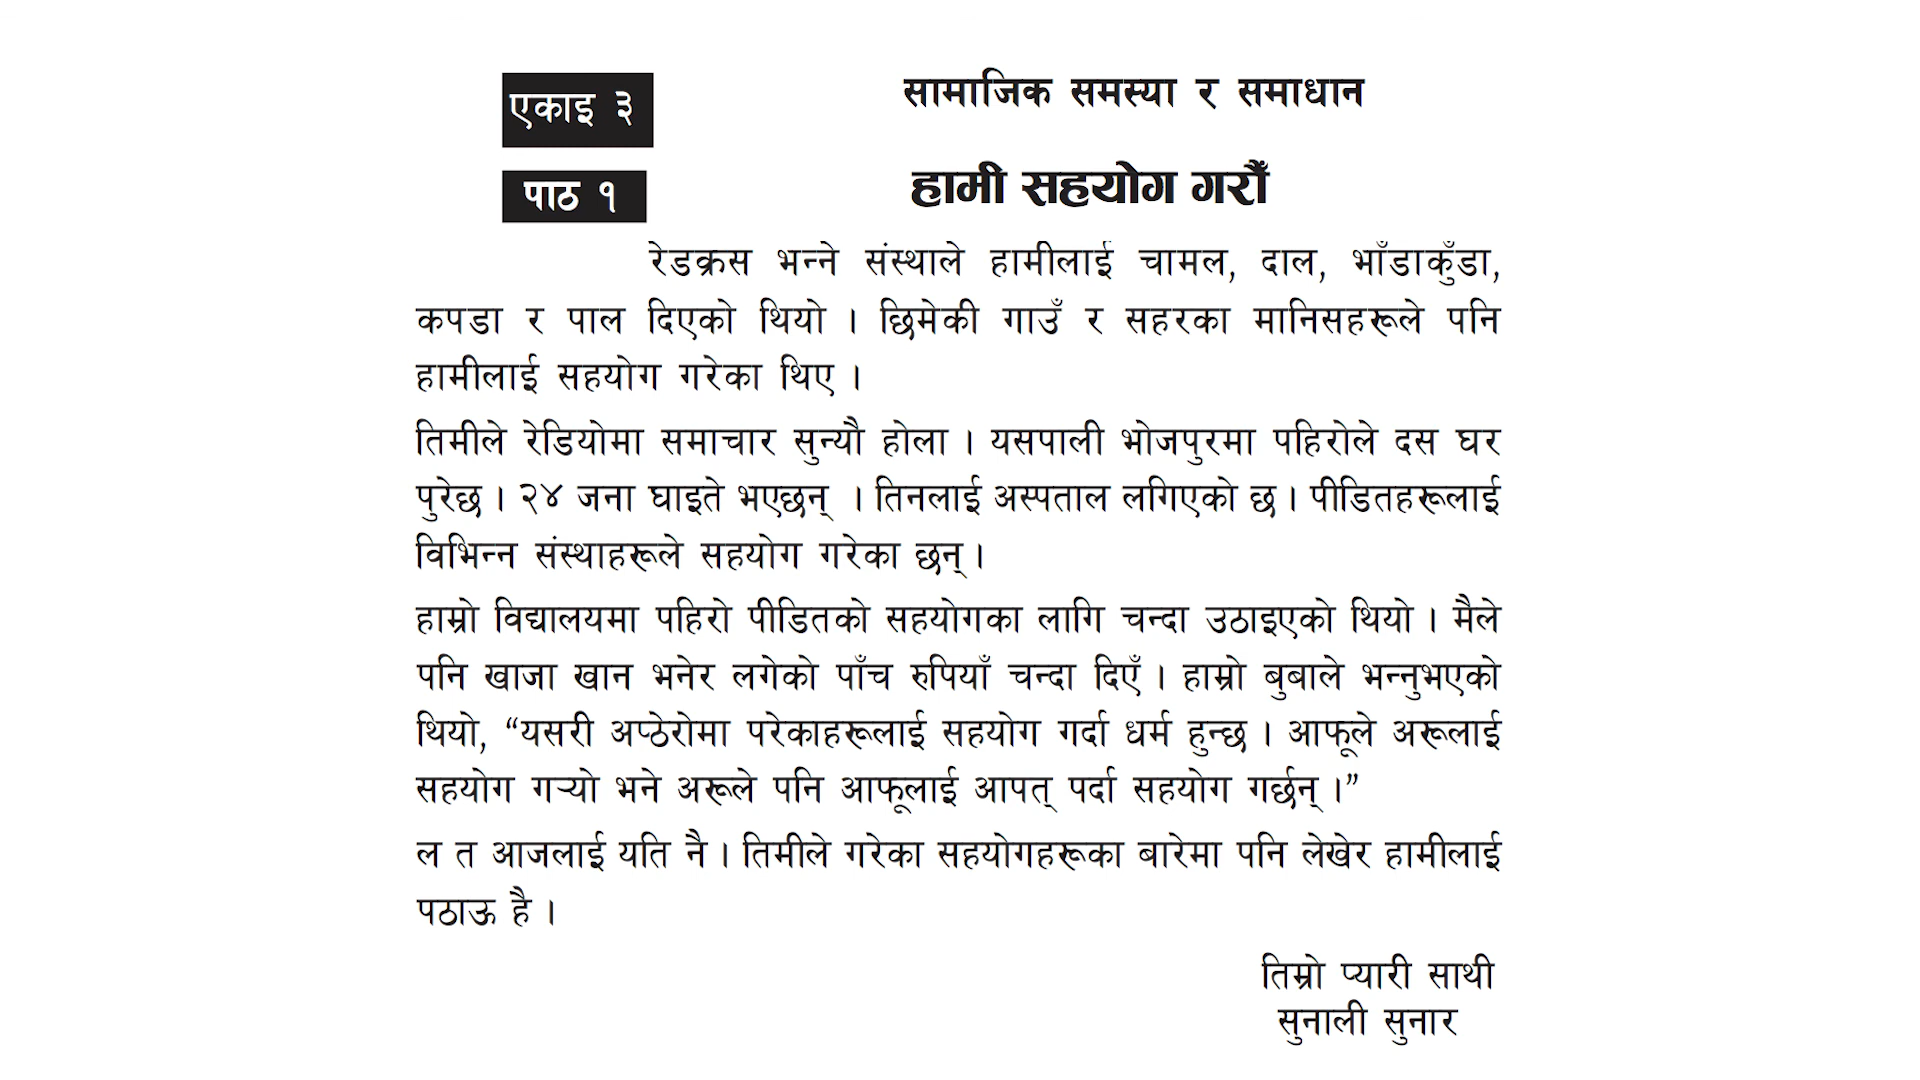 एकाइ ३
सामाजिक समस्या र समाधान
पाठ १
हामी सहयोग गरौँ
रेडक्रस भन्ने संस्थाले हामीलाई चामल, दाल, भाँडाकुँडा,
कपडा र पाल दिएको थियो । छिमेकी गाउँ र सहरका मानिसहरूले पनि
हामीलाई सहयोग गरेका थिए ।
तिमीले रेडियोमा समाचार सुन्यौ होला । यसपाली भोजपुरमा पहिरोले दस घर
पुरेछ । २४ जना घाइते भएछन् । तिनलाई अस्पताल लगिएको छ । पीडितहरूलाई
विभिन्न संस्थाहरूले सहयोग गरेका छन् ।
हाम्रो विद्यालयमा पहिरो पीडितको सहयोगका लागि चन्दा उठाइएको थियो । मैले
पनि खाजा खान भनेर लगेको पाँच रुपियाँ चन्दा दिएँ । हाम्रो बुबाले भन्नुभएको
थियो, “यसरी अप्ठेरोमा परेकाहरूलाई सहयोग गर्दा धर्म हुन्छ । आफूले अरूलाई
सहयोग गर्‍यो भने अरूले पनि आफूलाई आपत् पर्दा सहयोग गर्छन् ।”
ल त आजलाई यति नै । तिमीले गरेका सहयोगहरूका बारेमा पनि लेखेर हामीलाई
पठाऊ है ।
तिम्रो प्यारी साथी
सुनाली सुनार